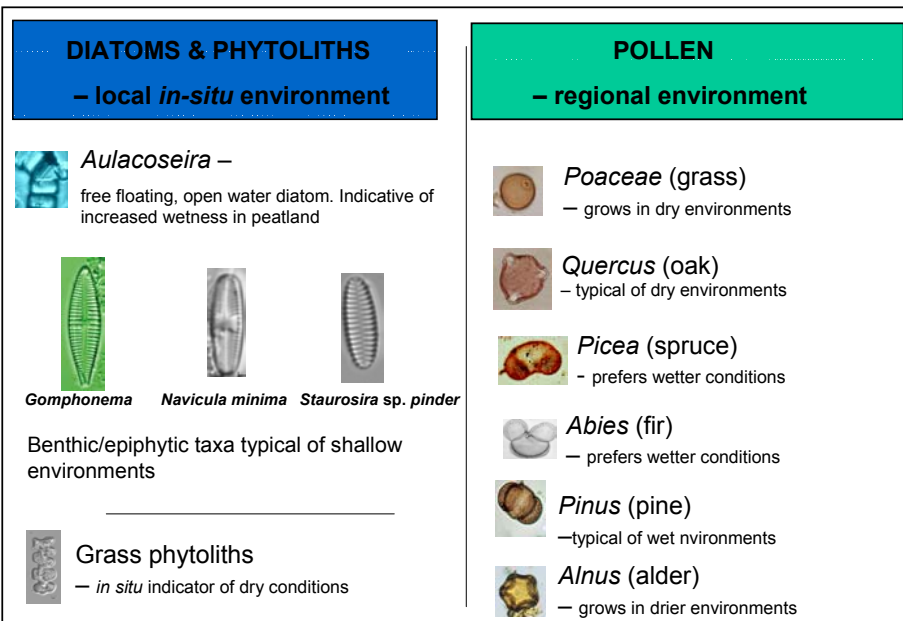 DIATOMS & PHYTOLITHS
– local in-situ environment
Aulacoseira –
free floating, open water diatom. Indicative of
increased wetness in peatland
Gomphonema
Navicula minima
Staurosira sp. pinder
Benthic/epiphytic taxa typical of shallow
environments
Grass phytoliths
– in situ indicator of dry conditions
POLLEN
– regional environment
Poaceae (grass)
– grows in dry environments
Quercus (oak)
– typical of dry environments
Picea (spruce)
- prefers wetter conditions
Abies (fir)
– prefers wetter conditions
Pinus (pine)
–typical of wet nvironments
Alnus (alder)
– grows in drier environments